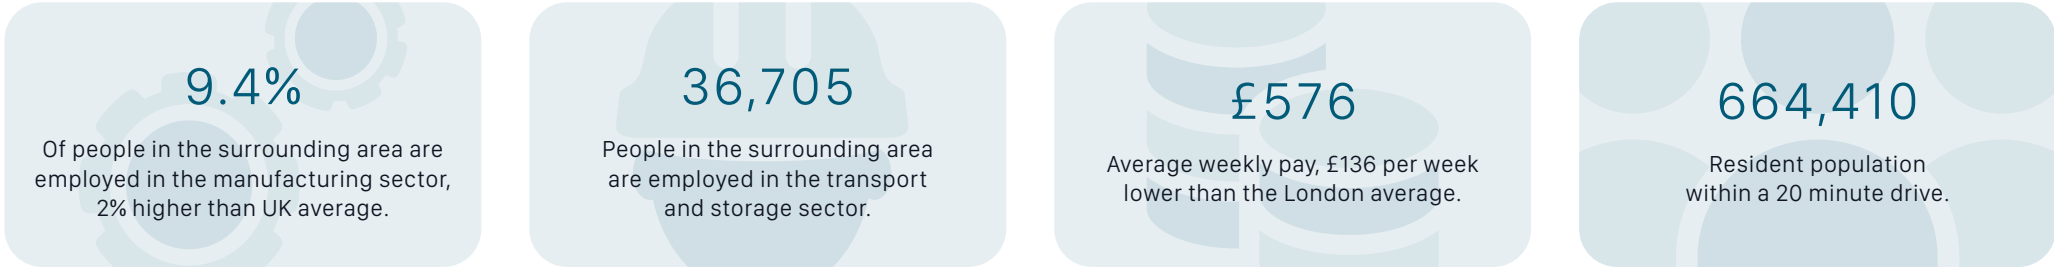 9.4%
Of people in the surrounding area are
employed in the manufacturing sector,
2% higher than UK average.
36,705
People in the surrounding area
are employed in the transport
and storage sector.
£576
Average weekly pay, £136 per week
lower than the London average.
664,410
Resident population
within a 20 minute drive.